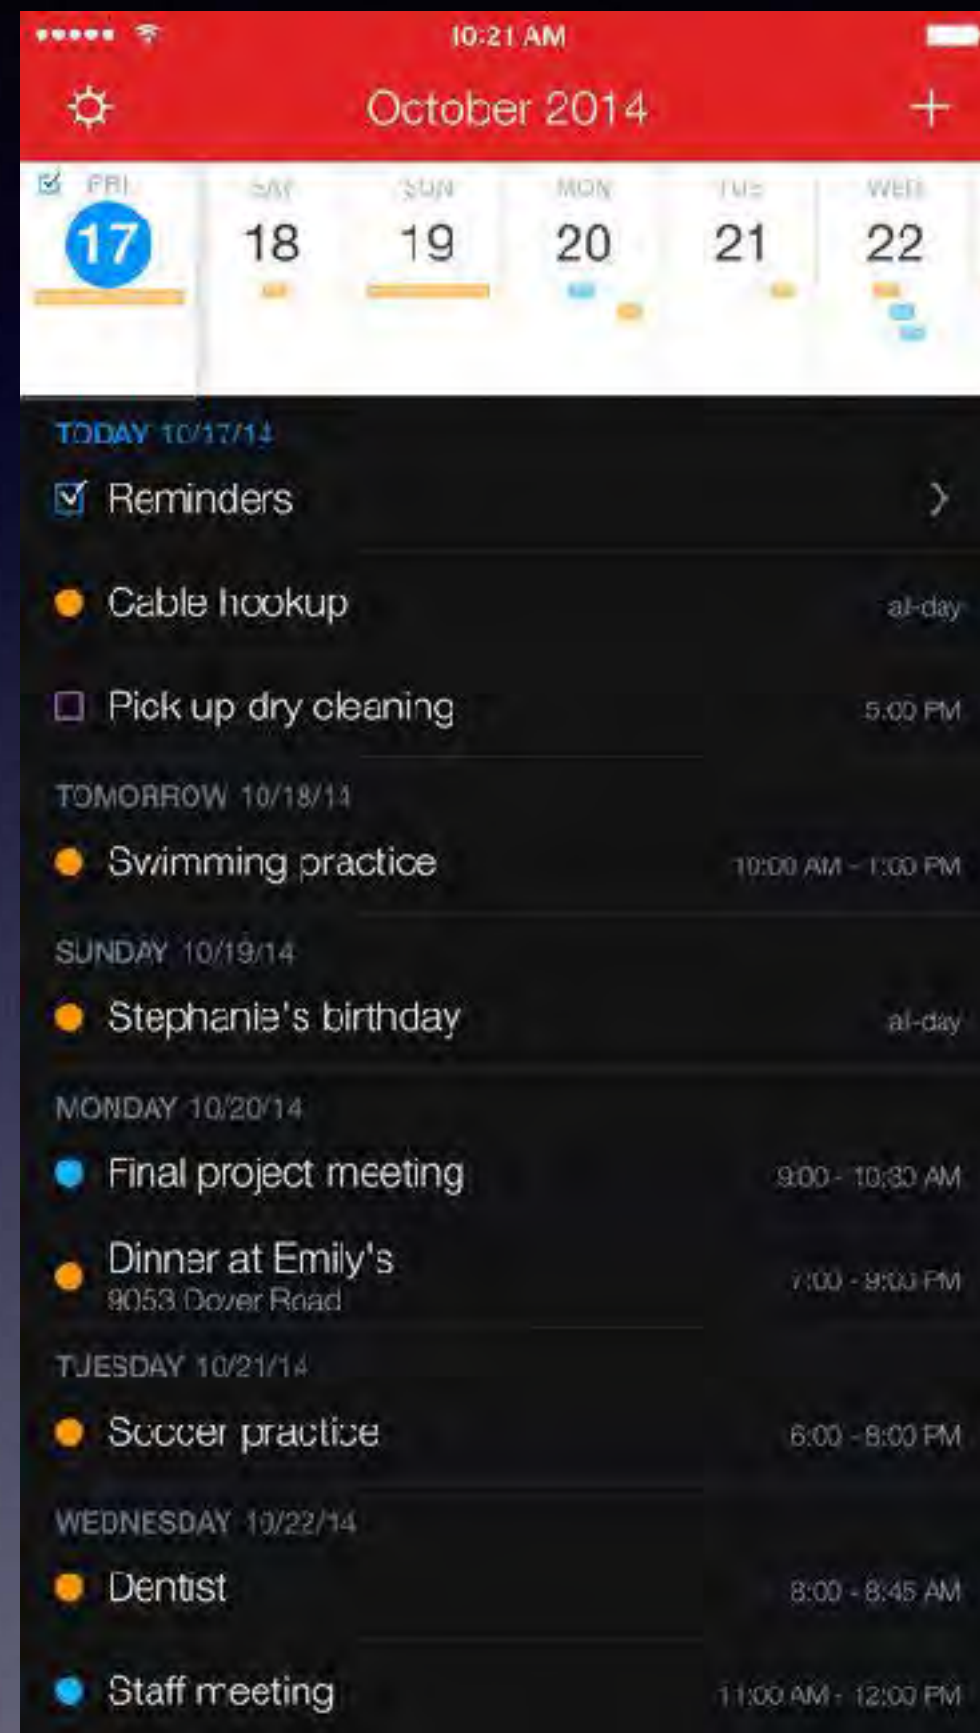 10:21 AM
October 2014
FRI SAT SUN MON TUE WED
17 18 19 20 21 22
TODAY 10/17/14
Reminders
Cable hookup all-day
Pick up dry cleaning 5:00 PM
TOMORROW 10/18/14
Swimming practice 10:00 AM - 1:00 PM
SUNDAY 10/19/14
Stephanie's birthday all-day
MONDAY 10/20/14
Final project meeting 9:00 - 10:30 AM
Dinner at Emily's 7:00 - 9:00 PM
9053 Dover Road
TUESDAY 10/21/14
Soccer practice 6:00 - 8:00 PM
WEDNESDAY 10/22/14
Dentist 8:00 - 8:45 AM
Staff meeting 11:00 AM - 12:00 PM